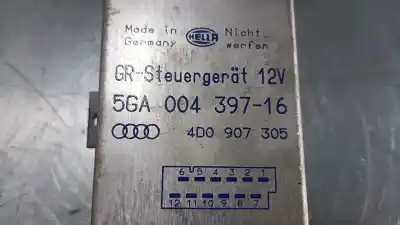 Made in HELLA Nicht
Germany werfen
GR-Steuergerät 12V
5GA 004 397-16
4D0 907 305
6 5 4 3 2 1
12 11 10 9 8 7